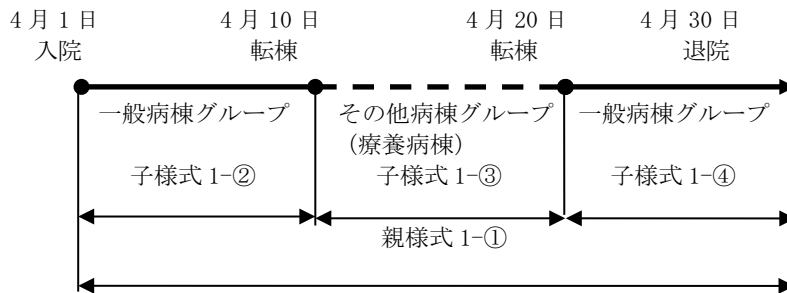 4月1日 4月10日 4月20日 4月30日
入院 転棟 転棟 退院
一般病棟グループ その他病棟グループ 一般病棟グループ
(療養病棟)
子様式 1-② 子様式 1-③ 子様式 1-④
親様式 1-①